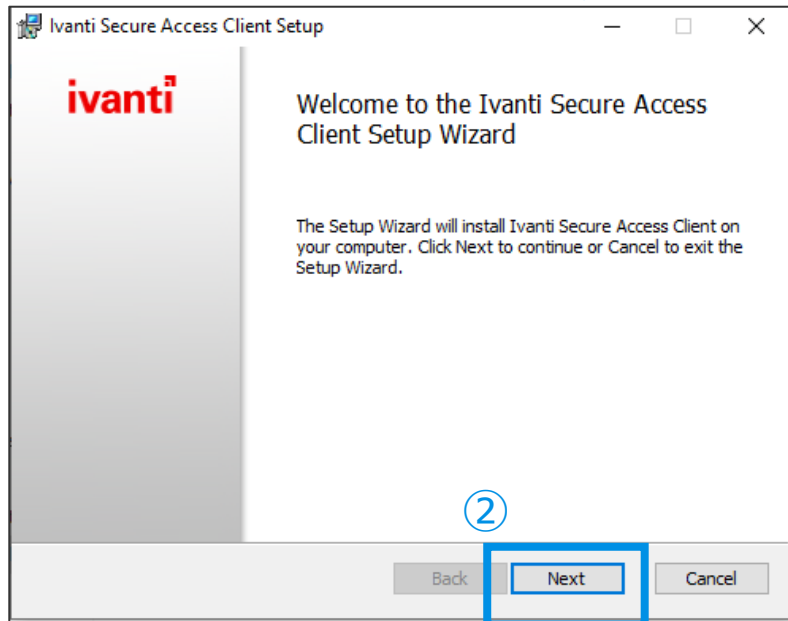 Ivanti Secure Access Client Setup
ivanti
Welcome to the Ivanti Secure Access
Client Setup Wizard
The Setup Wizard will install Ivanti Secure Access Client on
your computer. Click Next to continue or Cancel to exit the
Setup Wizard.
②
Back Next Cancel